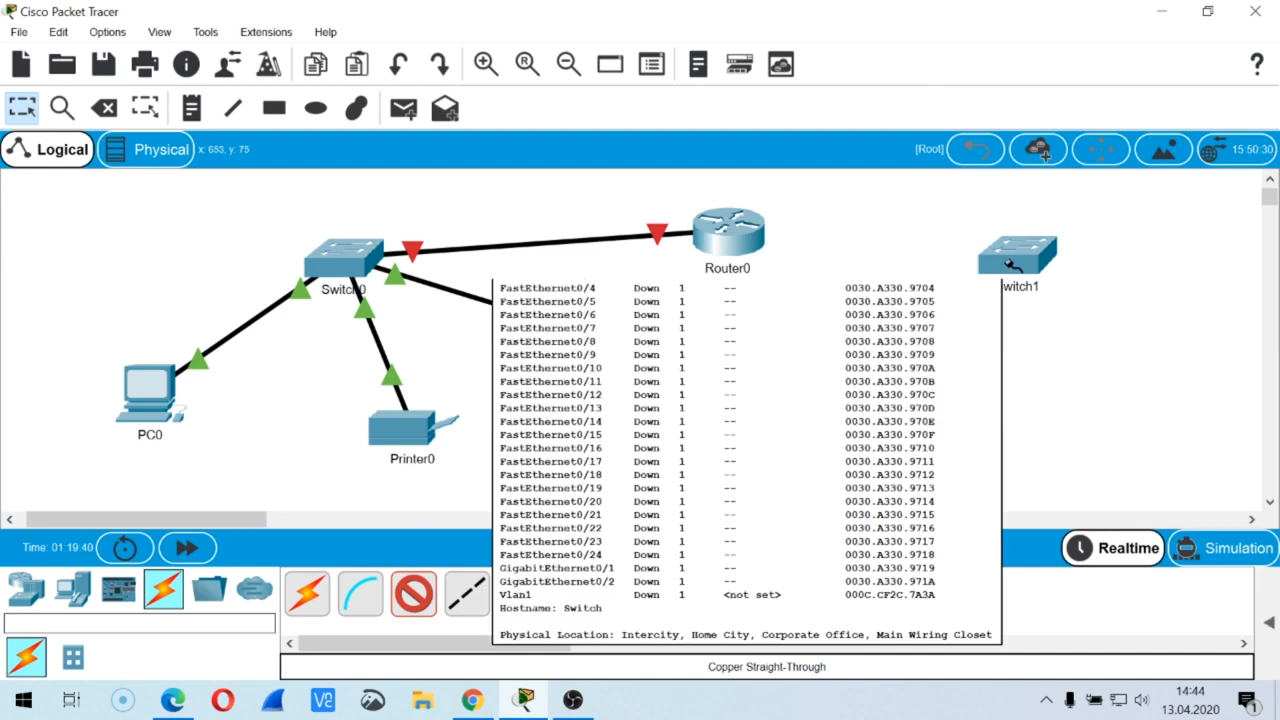 Cisco Packet Tracer
File Edit Options View Tools Extensions Help
R
?
Logical Physical x: 653, y: 75 [Root] 15 50:30
Router0
Switch0
witch1
PC0
Printer0
FastEthernet0/4 Down 1 -- 0030.A330.9704
FastEthernet0/5 Down 1 -- 0030.A330.9705
FastEthernet0/6 Down 1 -- 0030.A330.9706
FastEthernet0/7 Down 1 -- 0030.A330.9707
FastEthernet0/8 Down 1 -- 0030.A330.9708
FastEthernet0/9 Down 1 -- 0030.A330.9709
FastEthernet0/10 Down 1 -- 0030.A330.970A
FastEthernet0/11 Down 1 -- 0030.A330.970B
FastEthernet0/12 Down 1 -- 0030.A330.970C
FastEthernet0/13 Down 1 -- 0030.A330.970D
FastEthernet0/14 Down 1 -- 0030.A330.970E
FastEthernet0/15 Down 1 -- 0030.A330.970F
FastEthernet0/16 Down 1 -- 0030.A330.9710
FastEthernet0/17 Down 1 -- 0030.A330.9711
FastEthernet0/18 Down 1 -- 0030.A330.9712
FastEthernet0/19 Down 1 -- 0030.A330.9713
FastEthernet0/20 Down 1 -- 0030.A330.9714
FastEthernet0/21 Down 1 -- 0030.A330.9715
FastEthernet0/22 Down 1 -- 0030.A330.9716
FastEthernet0/23 Down 1 -- 0030.A330.9717
FastEthernet0/24 Down 1 -- 0030.A330.9718
GigabitEthernet0/1 Down 1 -- 0030.A330.9719
GigabitEthernet0/2 Down 1 -- 0030.A330.971A
Vlan1 Down 1 <not set> 000C.CF2C.7A3A
Hostname: Switch
Physical Location: Intercity, Home City, Corporate Office, Main Wiring Closet
Time: 01:19:40 Realtime Simulation
Copper Straight-Through
14:44
13.04.2020
1